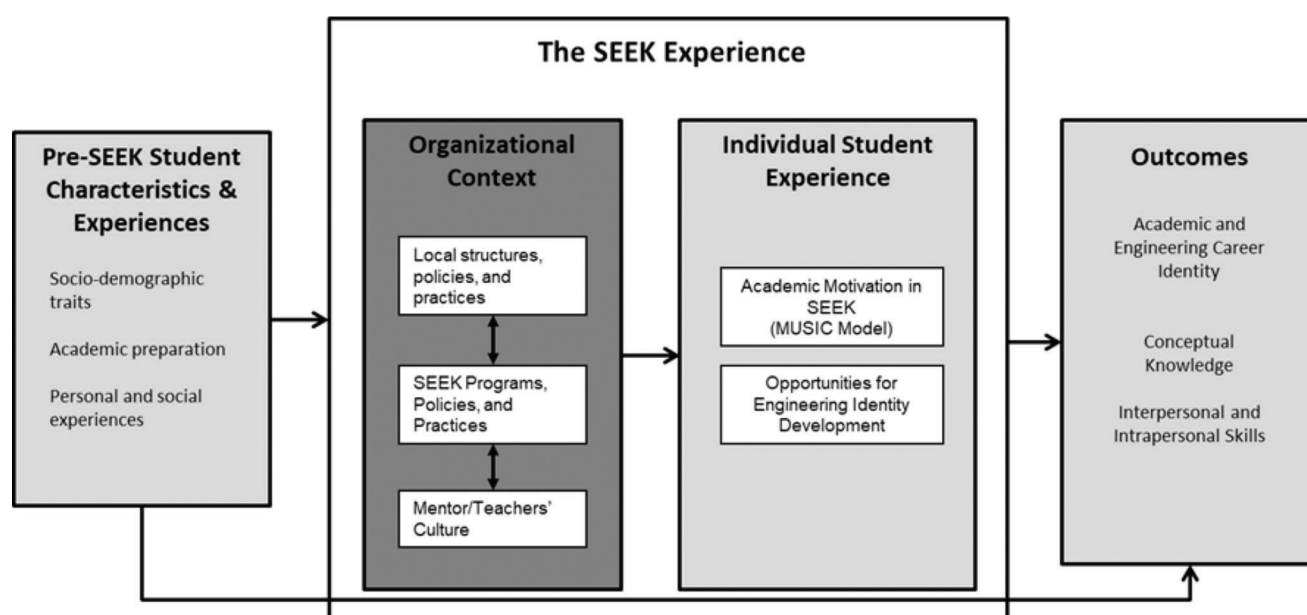 The SEEK Experience
Pre-SEEK Student
Characteristics &
Experiences
Socio-demographic
traits
Academic preparation
Personal and social
experiences
Organizational
Context
Local structures,
policies, and
practices
SEEK Programs,
Policies, and
Practices
Mentor/Teachers'
Culture
Individual Student
Experience
Academic Motivation in
SEEK
(MUSIC Model)
Opportunities for
Engineering Identity
Development
Outcomes
Academic and
Engineering Career
Identity
Conceptual
Knowledge
Interpersonal and
Intrapersonal Skills